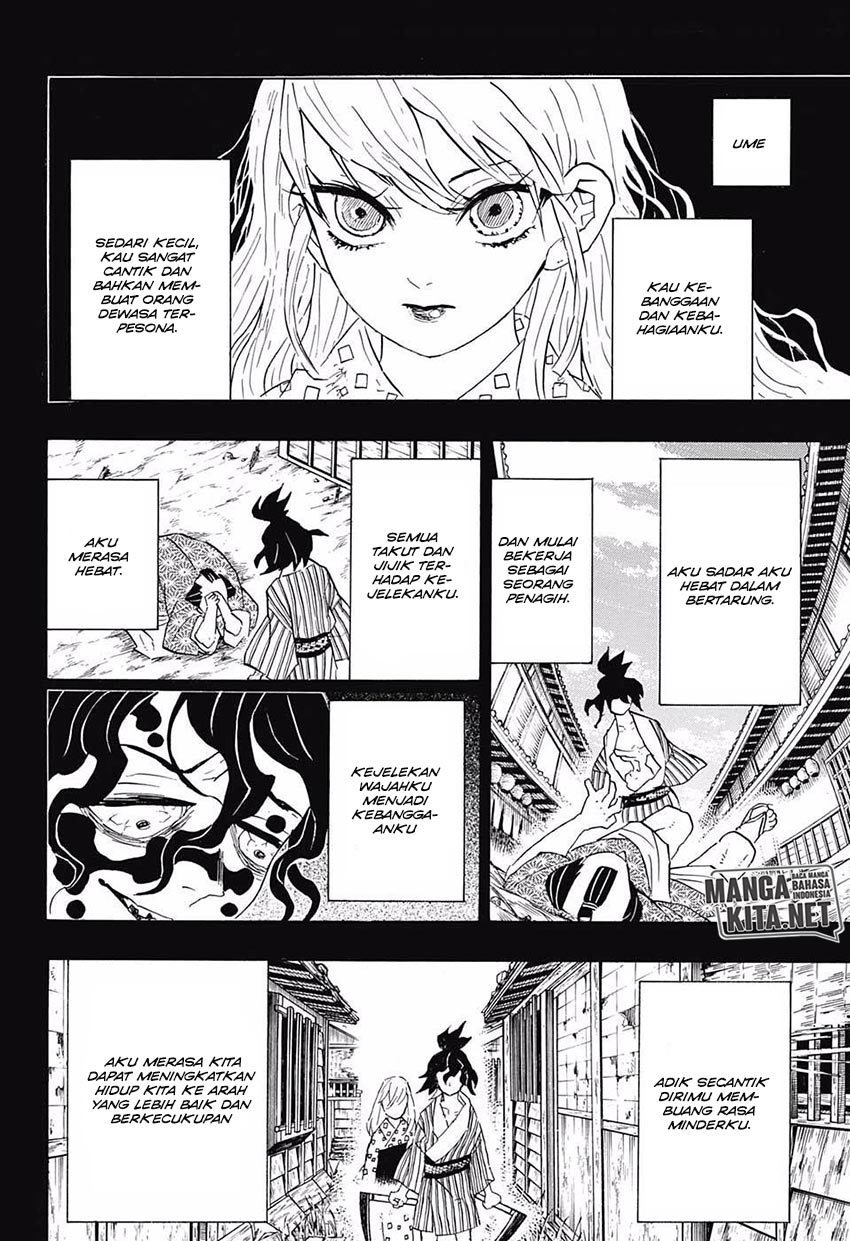 UME
KAU KE-
BANGGAAN
DAN KEBA-
HAGIAANKU.
SEDARI KECIL,
KAU SANGAT
CANTIK DAN
BAHKAN MEM-
BUAT ORANG
DEWASA TER-
PESONA.
AKU SADAR AKU
HEBAT DALAM
BERTARUNG.
DAN MULAI
BEKERJA
SEBAGAI
SEORANG
PENAGIH.
SEMUA
TAKUT DAN
JIJIK TER-
HADAP KE-
JELEKANKU.
AKU
MERASA
HEBAT.
KEJELEKAN
WAJAHKU
MENJADI
KEBANGGA-
ANKU
MANGA
BACA MANGA
BAHASA
INDONESIA
KITA.NET
ADIK SECANTIK
DIRIMU MEM-
BUANG RASA
MINDERKU.
AKU MERASA KITA
DAPAT MENINGKATKAN
HIDUP KITA KE ARAH
YANG LEBIH BAIK DAN
BERKECUKUPAN